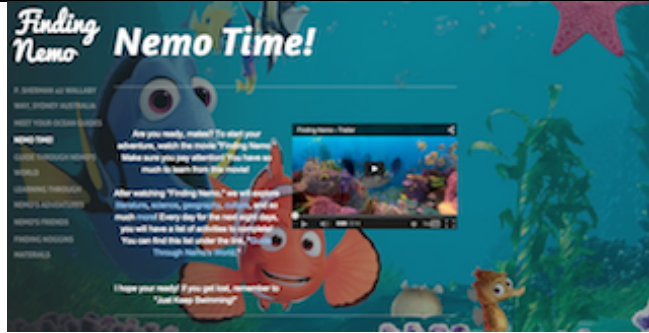 Finding
Nemo
Nemo Time!
P. SHERMAN 42 WALLABY
WAY, SYDNEY AUSTRALIA
MEET YOUR OCEAN GUIDES
NEMO TIME!
GUIDE THROUGH NEMO'S
WORLD
LEARNING THROUGH
NEMO'S ADVENTURES
NEMO'S FRIENDS
FINDING NOGGINS
MATERIALS
Are you ready, mates? To start your
adventure, watch the movie "Finding Nemo."
Make sure you pay attention! You have so
much to learn from this movie!
After watching "Finding Nemo," we will explore
literature, science, geography, culture, and so
much more! Every day for the next eight days,
you will have a list of activities to complete!
You can find this list under the link, "Guide
Through Nemo's World."
I hope your ready! If you get lost, remember to
"Just Keep Swimming!"
Finding Nemo - Trailer